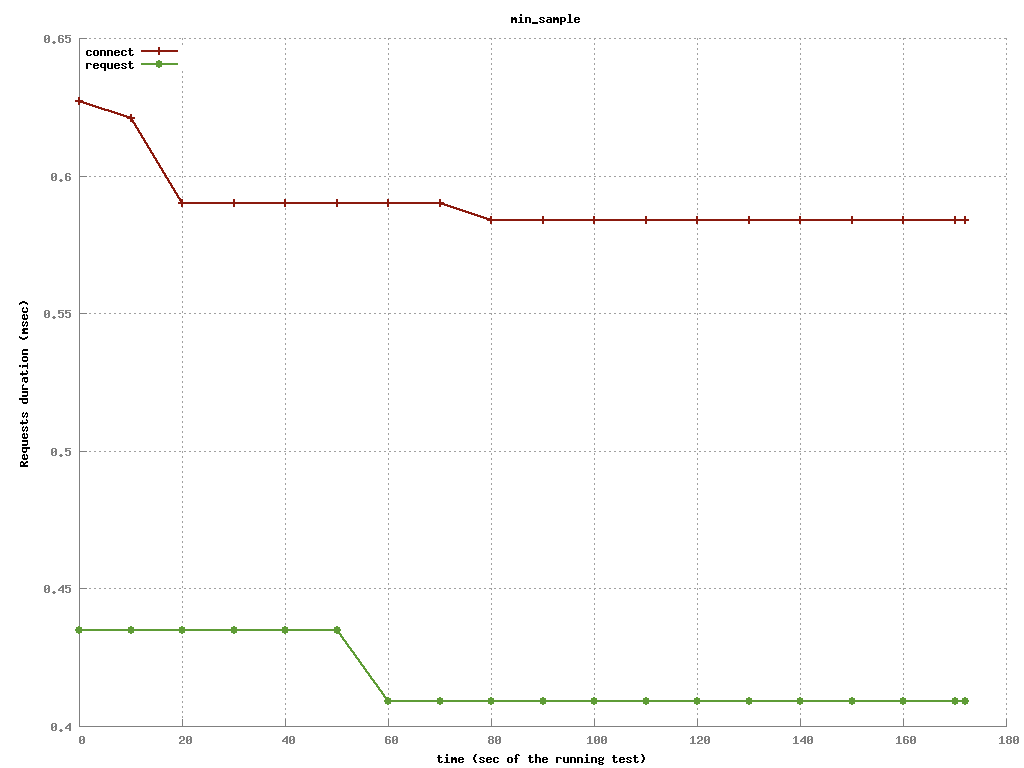 min_sample
0.65
connect
request
0.6
0.55
0.5
0.45
0.4
Requests duration (msec)
0 20 40 60 80 100 120 140 160 180
time (sec of the running test)